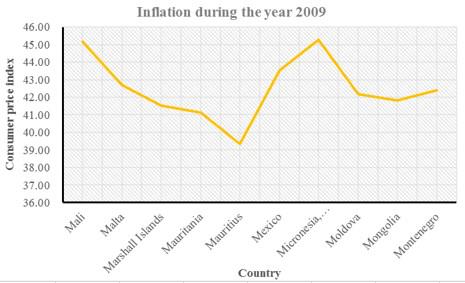 Inflation during the year 2009
Consumer price index
46.00
45.00
44.00
43.00
42.00
41.00
40.00
39.00
38.00
37.00
36.00
Mali
Malta
Marshall Islands
Mauritania
Mauritius
Mexico
Micronesia,...
Moldova
Mongolia
Montenegro
Country